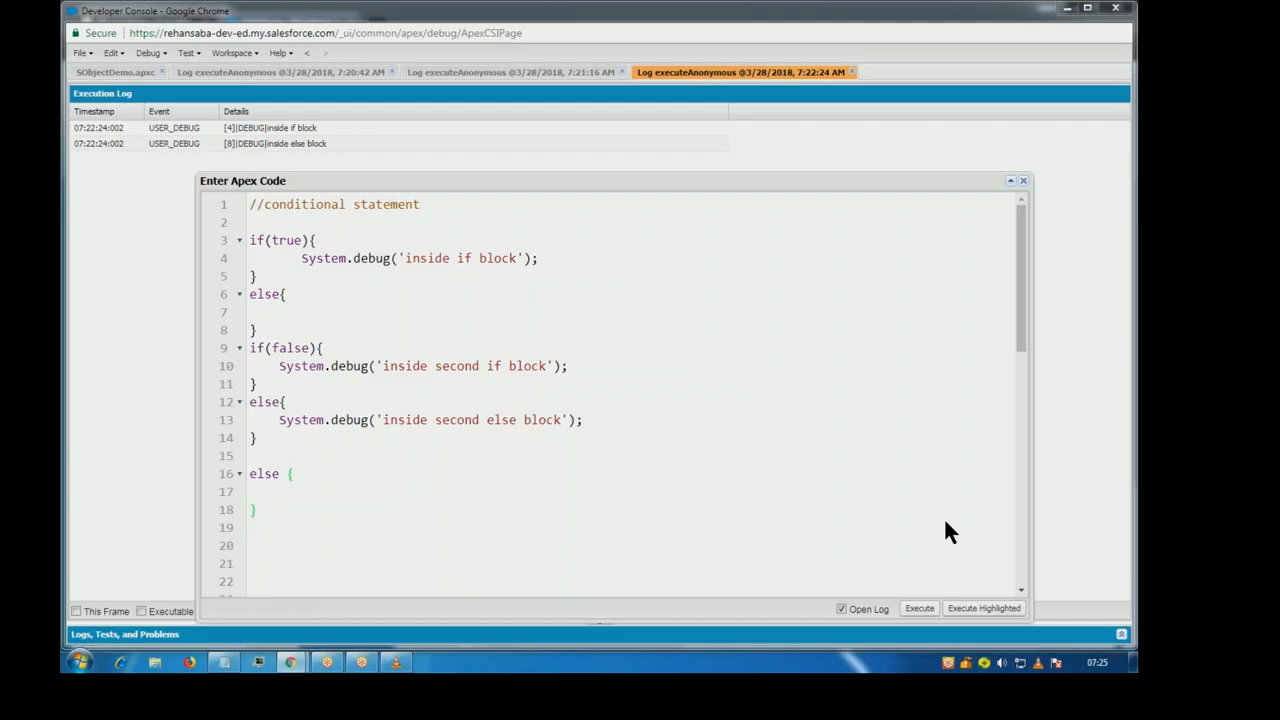 Developer Console - Google Chrome
Secure https://rehansaba-dev-ed.my.salesforce.com/_ui/common/apex/debug/ApexCSIPage
File Edit Debug Test Workspace Help < >
SObjectDemo.apxc Log executeAnonymous @3/28/2018, 7:20:42 AM Log executeAnonymous @3/28/2018, 7:21:16 AM Log executeAnonymous @3/28/2018, 7:22:24 AM
Execution Log
Timestamp Event Details
07:22:24:002 USER_DEBUG [4]|DEBUG|inside if block
07:22:24:002 USER_DEBUG [8]|DEBUG|inside else block
Enter Apex Code
1 //conditional statement
2
3 if(true){
4 System.debug('inside if block');
5 }
6 else{
7
8 }
9 if(false){
10 System.debug('inside second if block');
11 }
12 else{
13 System.debug('inside second else block');
14 }
15
16 else {
17
18 }
19
20
21
22
This Frame Executable Open Log Execute Execute Highlighted
Logs, Tests, and Problems
07:25